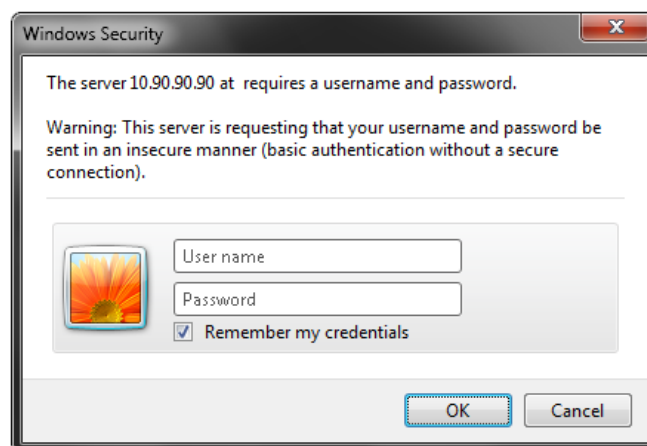 Windows Security
The server 10.90.90.90 at  requires a username and password.
Warning: This server is requesting that your username and password be
sent in an insecure manner (basic authentication without a secure
connection).
User name
Password
Remember my credentials
OK
Cancel